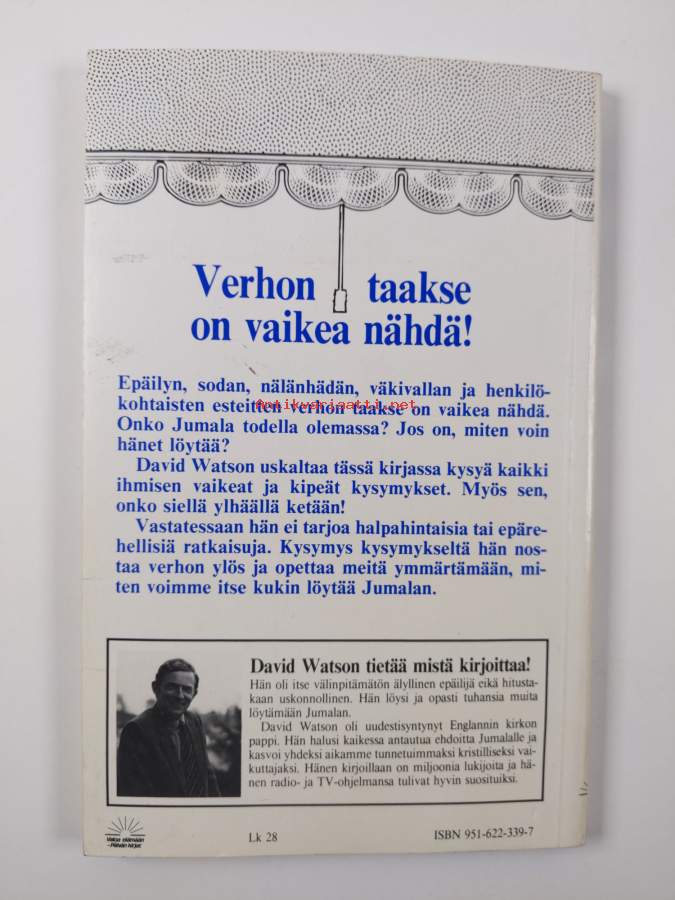 Verhon taakse
on vaikea nähdä!
Epäilyn, sodan, nälänhädän, väkivallan ja henkilö-
kohtaisten esteitten verhon taakse on vaikea nähdä.
Antikvariaatti.net
Onko Jumala todella olemassa? Jos on, miten voin
hänet löytää?
David Watson uskaltaa tässä kirjassa kysyä kaikki
ihmisen vaikeat ja kipeät kysymykset. Myös sen,
onko siellä ylhäällä ketään!
Vastatessaan hän ei tarjoa halpahintaisia tai epäre-
hellisiä ratkaisuja. Kysymys kysymykseltä hän nos-
taa verhon ylös ja opettaa meitä ymmärtämään, mi-
ten voimme itse kukin löytää Jumalan.
David Watson tietää mistä kirjoittaa!
Hän oli itse välinpitämätön älyllinen epäilijä eikä hitusta-
kaan uskonnollinen. Hän löysi ja opasti tuhansia muita
löytämään Jumalan.
David Watson oli uudestisyntynyt Englannin kirkon
pappi. Hän halusi kaikessa antautua ehdoitta Jumalalle ja
kasvoi yhdeksi aikamme tunnetuimmaksi kristilliseksi vai-
kuttajaksi. Hänen kirjoillaan on miljoonia lukijoita ja hä-
nen radio- ja TV-ohjelmansa tulivat hyvin suosituiksi.
Valoa elämään
-Päivän kirjat
Lk 28
ISBN 951-622-339-7